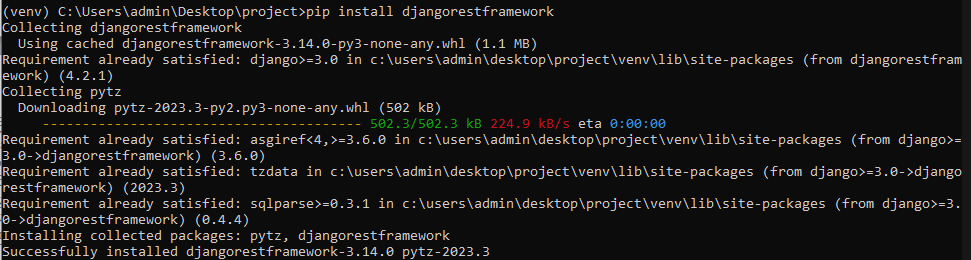 (venv) C:\Users\admin\Desktop\project>pip install djangorestframework
Collecting djangorestframework
  Using cached djangorestframework-3.14.0-py3-none-any.whl (1.1 MB)
Requirement already satisfied: django>=3.0 in c:\users\admin\desktop\project\venv\lib\site-packages (from djangorestfram
ework) (4.2.1)
Collecting pytz
  Downloading pytz-2023.3-py2.py3-none-any.whl (502 kB)
     ---------------------------------------- 502.3/502.3 kB 224.9 kB/s eta 0:00:00
Requirement already satisfied: asgiref<4,>=3.6.0 in c:\users\admin\desktop\project\venv\lib\site-packages (from django>=
3.0->djangorestframework) (3.6.0)
Requirement already satisfied: tzdata in c:\users\admin\desktop\project\venv\lib\site-packages (from django>=3.0->django
restframework) (2023.3)
Requirement already satisfied: sqlparse>=0.3.1 in c:\users\admin\desktop\project\venv\lib\site-packages (from django>=3.
0->djangorestframework) (0.4.4)
Installing collected packages: pytz, djangorestframework
Successfully installed djangorestframework-3.14.0 pytz-2023.3